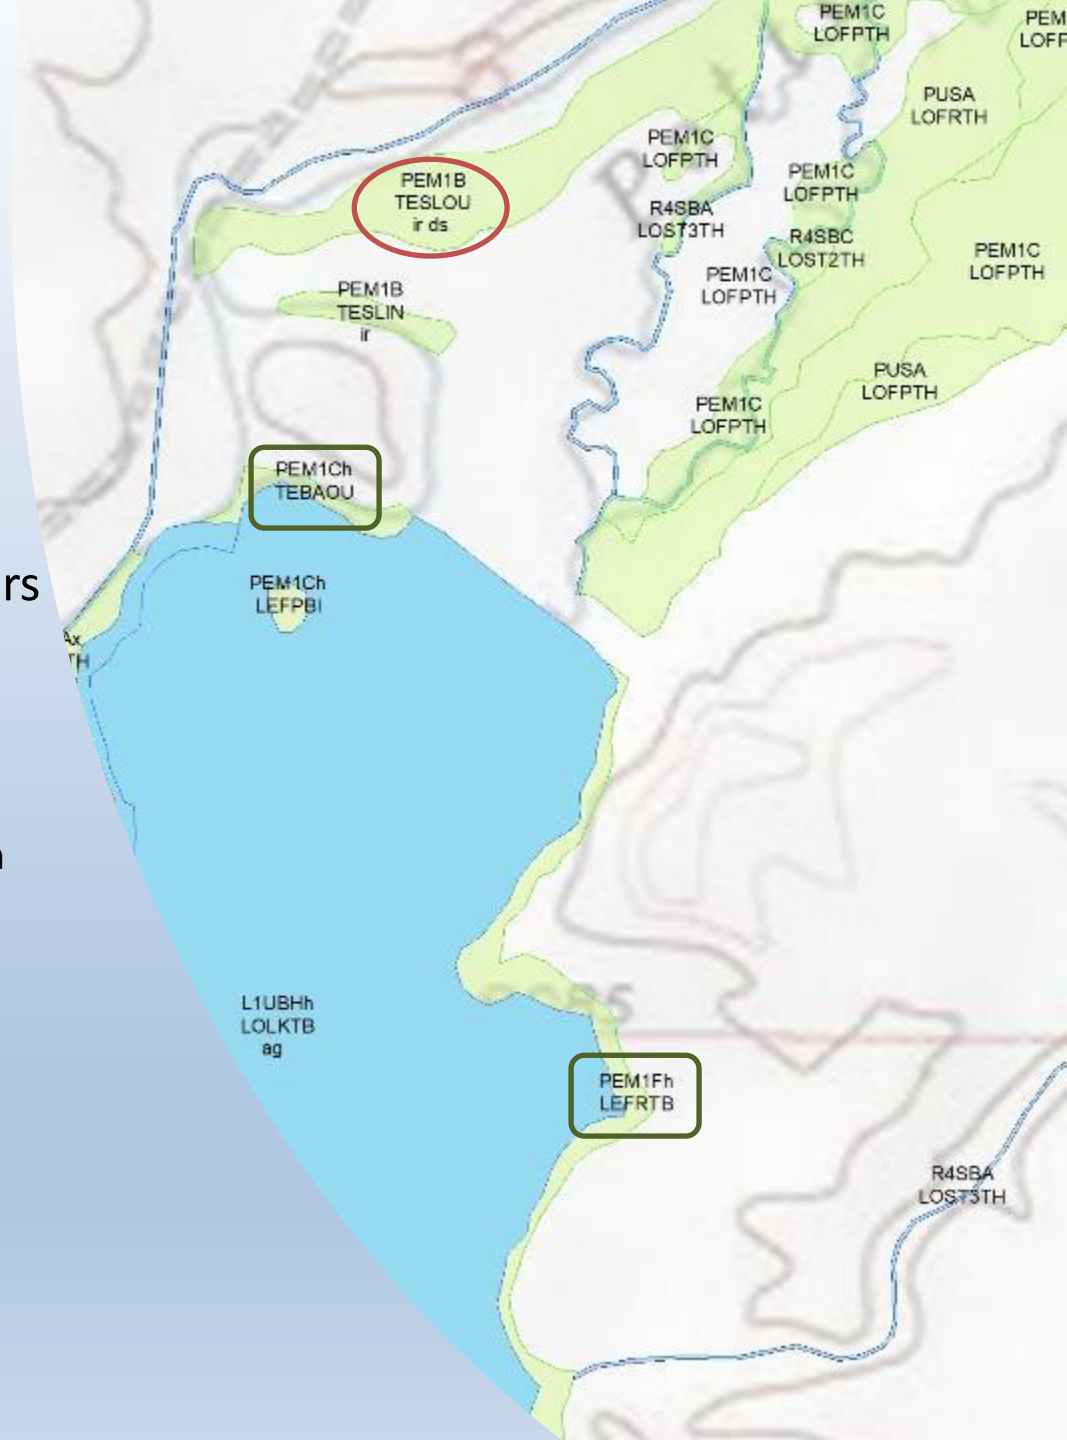 PEM1C
LOFPTH
PEM
LOFF
PUSA
LOFRTH
PEM1C
LOFPTH
PEM1B
TESLOU
ir ds
PEM1C
LOFPTH
R4SBA
LOST3TH
R4SBC
LOST2TH
PEM1C
LOFPTH
PEM1C
LOFPTH
PEM1B
TESLIN
ir
PUSA
LOFPTH
PEM1C
LOFPTH
PEM1Ch
TEBAOU
rs
PEM1Ch
LEFPBI
Ax
TH
L1UBHh
LOLKTB
ag
PEM1Fh
LEFRTB
R4SBA
LOST3TH